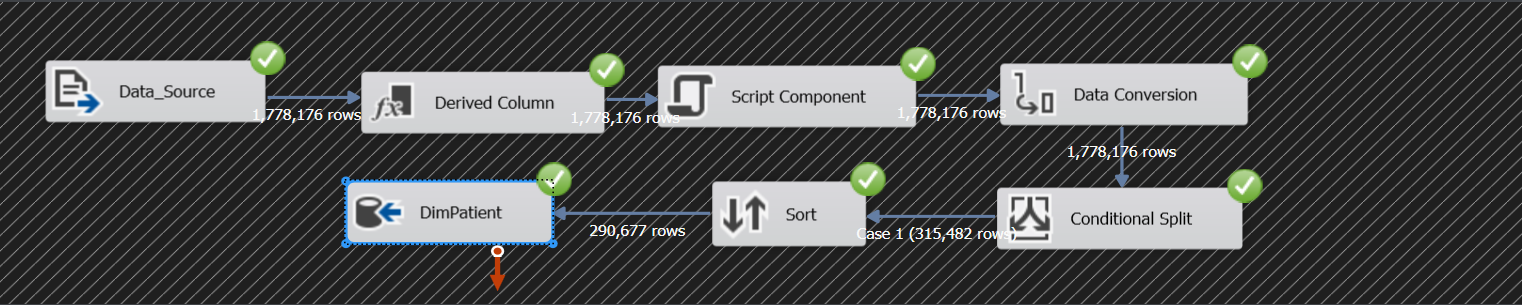 Data_Source
1,778,176 rows
Derived Column
1,778,176 rows
Script Component
1,778,176 rows
Data Conversion
1,778,176 rows
Conditional Split
Case 1 (315,482 rows)
Sort
290,677 rows
DimPatient